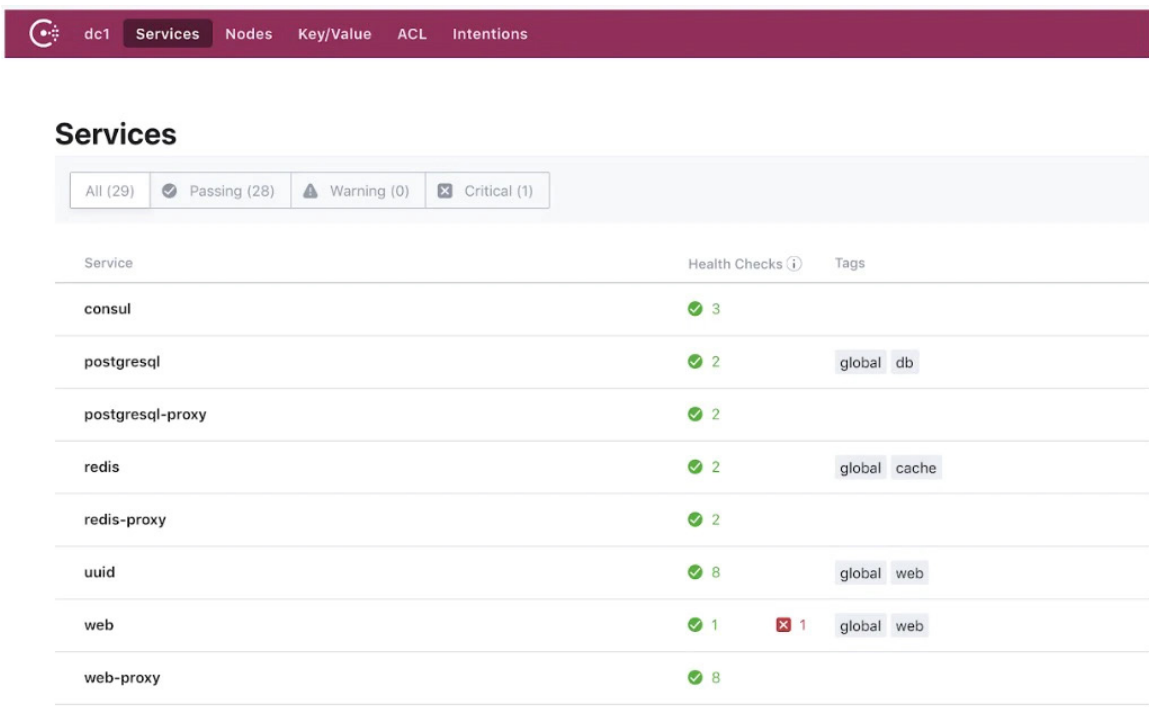 dc1 Services Nodes Key/Value ACL Intentions
Services
All (29) Passing (28) Warning (0) Critical (1)
Service Health Checks Tags
consul 3
postgresql 2 global db
postgresql-proxy 2
redis 2 global cache
redis-proxy 2
uuid 8 global web
web 1 1 global web
web-proxy 8